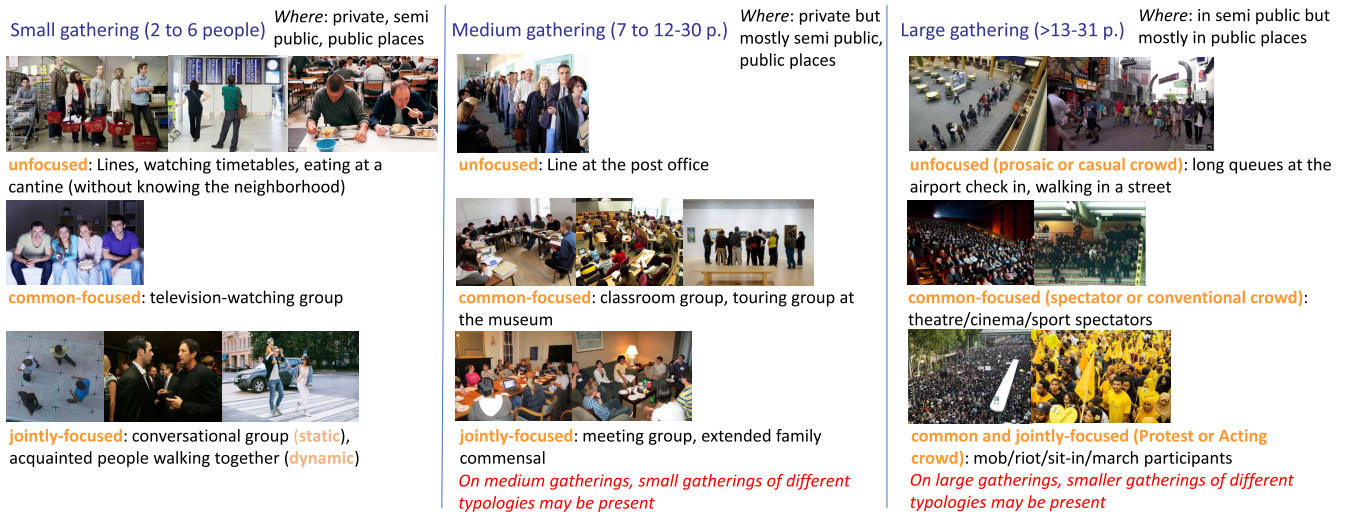 Small gathering (2 to 6 people)
Where: private, semi
public, public places
unfocused: Lines, watching timetables, eating at a
cantine (without knowing the neighborhood)
common-focused: television-watching group
jointly-focused: conversational group (static),
acquainted people walking together (dynamic)
Medium gathering (7 to 12-30 p.)
Where: private but
mostly semi public,
public places
unfocused: Line at the post office
common-focused: classroom group, touring group at
the museum
jointly-focused: meeting group, extended family
commensal
On medium gatherings, small gatherings of different
typologies may be present
Large gathering (>13-31 p.)
Where: in semi public but
mostly in public places
unfocused (prosaic or casual crowd): long queues at the
airport check in, walking in a street
common-focused (spectator or conventional crowd):
theatre/cinema/sport spectators
common and jointly-focused (Protest or Acting
crowd): mob/riot/sit-in/march participants
On large gatherings, smaller gatherings of different
typologies may be present